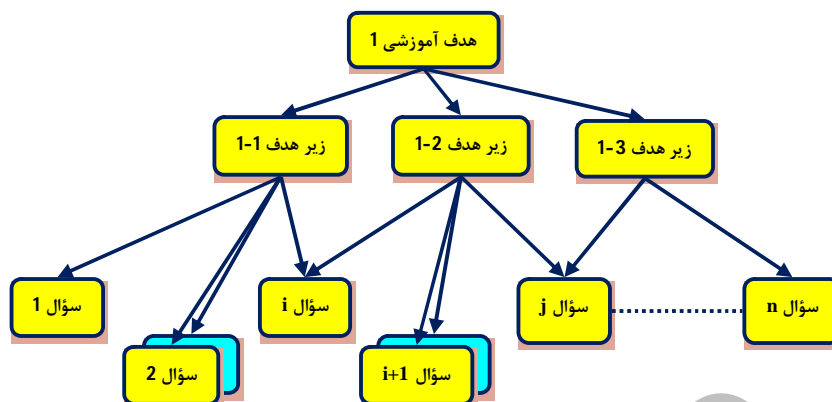 هدف آموزشی 1
زیر هدف 1-1
زیر هدف 2-1
زیر هدف 3-1
سؤال 1
سؤال i
سؤال j
سؤال n
سؤال 2
سؤال i+1